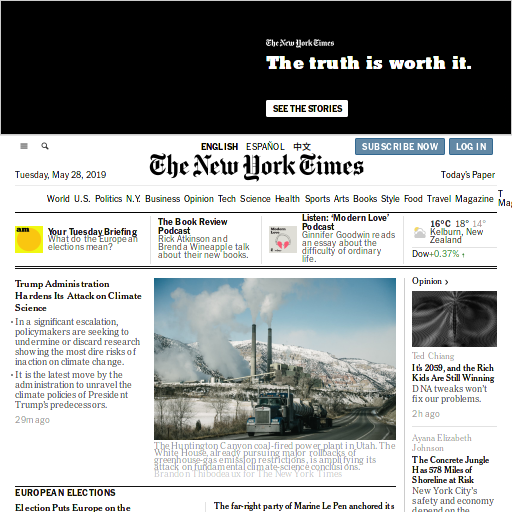 The New York Times
The truth is worth it.
SEE THE STORIES
ENGLISH ESPAÑOL 中文
SUBSCRIBE NOW
LOG IN
The New York Times
Tuesday, May 28, 2019
Today's Paper
World U.S. Politics N.Y. Business Opinion Tech Science Health Sports Arts Books Style Food Travel Magazine T Mag
am
Your Tuesday Briefing
What do the European
elections mean?
The Book Review
Podcast
Rick Atkinson and
Brenda Wineapple talk
about their new books.
Modern
Love
Listen: 'Modern Love'
Podcast
Ginnifer Goodwin reads
an essay about the
difficulty of ordinary
life.
16°C 18° 14°
Kelburn, New
Zealand
Dow +0.37% ↑
Trump Administration
Hardens Its Attack on Climate
Science
• In a significant escalation,
policymakers are seeking to
undermine or discard research
showing the most dire risks of
inaction on climate change.
• It is the latest move by the
administration to unravel the
climate policies of President
Trump's predecessors.
29m ago
The Huntington Canyon coal-fired power plant in Utah. The
White House, already pursuing major rollbacks of
greenhouse-gas emission restrictions, is amplifying its
attack on fundamental climate-science conclusions.
Brandon Thibodeaux for The New York Times
Opinion ›
Ted Chiang
It's 2059, and the Rich
Kids Are Still Winning
DNA tweaks won't
fix our problems.
2h ago
Ayana Elizabeth
Johnson
The Concrete Jungle
Has 578 Miles of
Shoreline at Risk
New York City's
safety and economy
depend on the
EUROPEAN ELECTIONS
Election Puts Europe on the
The far-right party of Marine Le Pen anchored its